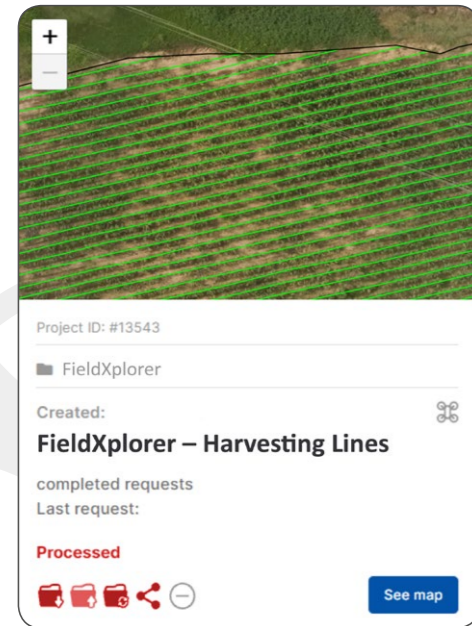 +
−
Project ID: #13543
FieldXplorer
Created:
FieldXplorer – Harvesting Lines
completed requests
Last request:
Processed
See map